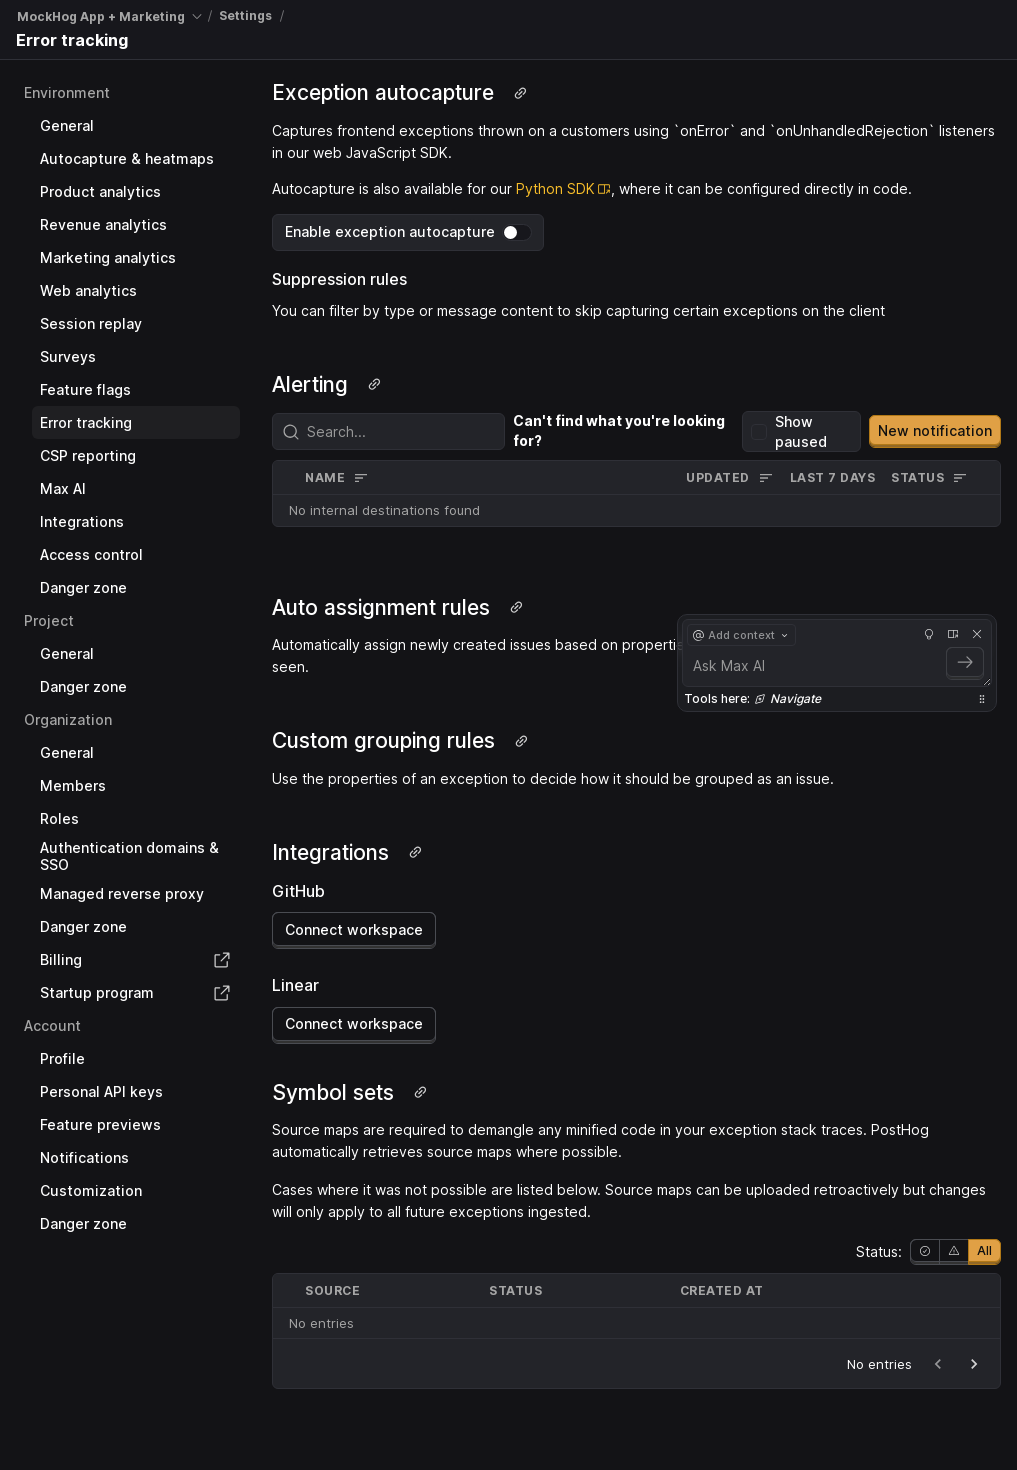 MockHog App + Marketing / Settings /
Error tracking
Environment
General
Autocapture & heatmaps
Product analytics
Revenue analytics
Marketing analytics
Web analytics
Session replay
Surveys
Feature flags
Error tracking
CSP reporting
Max AI
Integrations
Access control
Danger zone
Project
General
Danger zone
Organization
General
Members
Roles
Authentication domains &
SSO
Managed reverse proxy
Danger zone
Billing
Startup program
Account
Profile
Personal API keys
Feature previews
Notifications
Customization
Danger zone
Exception autocapture
Captures frontend exceptions thrown on a customers using `onError` and `onUnhandledRejection` listeners
in our web JavaScript SDK.
Autocapture is also available for our Python SDK, where it can be configured directly in code.
Enable exception autocapture
Suppression rules
You can filter by type or message content to skip capturing certain exceptions on the client
Alerting
Search...
Can't find what you're looking
for?
Show
paused
New notification
NAME UPDATED LAST 7 DAYS STATUS
No internal destinations found
Auto assignment rules
Automatically assign newly created issues based on propertie
seen.
@ Add context
Ask Max AI
Tools here: Navigate
Custom grouping rules
Use the properties of an exception to decide how it should be grouped as an issue.
Integrations
GitHub
Connect workspace
Linear
Connect workspace
Symbol sets
Source maps are required to demangle any minified code in your exception stack traces. PostHog
automatically retrieves source maps where possible.
Cases where it was not possible are listed below. Source maps can be uploaded retroactively but changes
will only apply to all future exceptions ingested.
Status: All
SOURCE STATUS CREATED AT
No entries
No entries